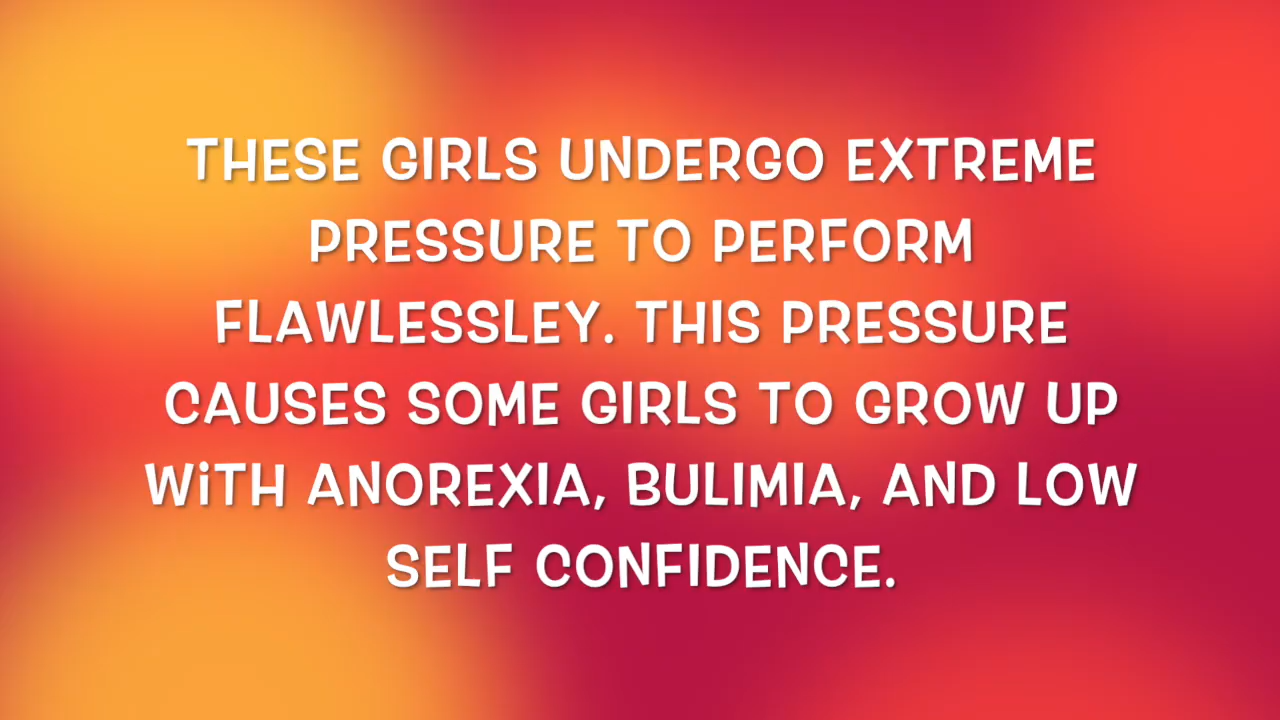 THESE GIRLS UNDERGO EXTREME
PRESSURE TO PERFORM
FLAWLESSLEY. THIS PRESSURE
CAUSES SOME GIRLS TO GROW UP
WiTH ANOREXIA, BULIMIA, AND LOW
SELF CONFIDENCE.